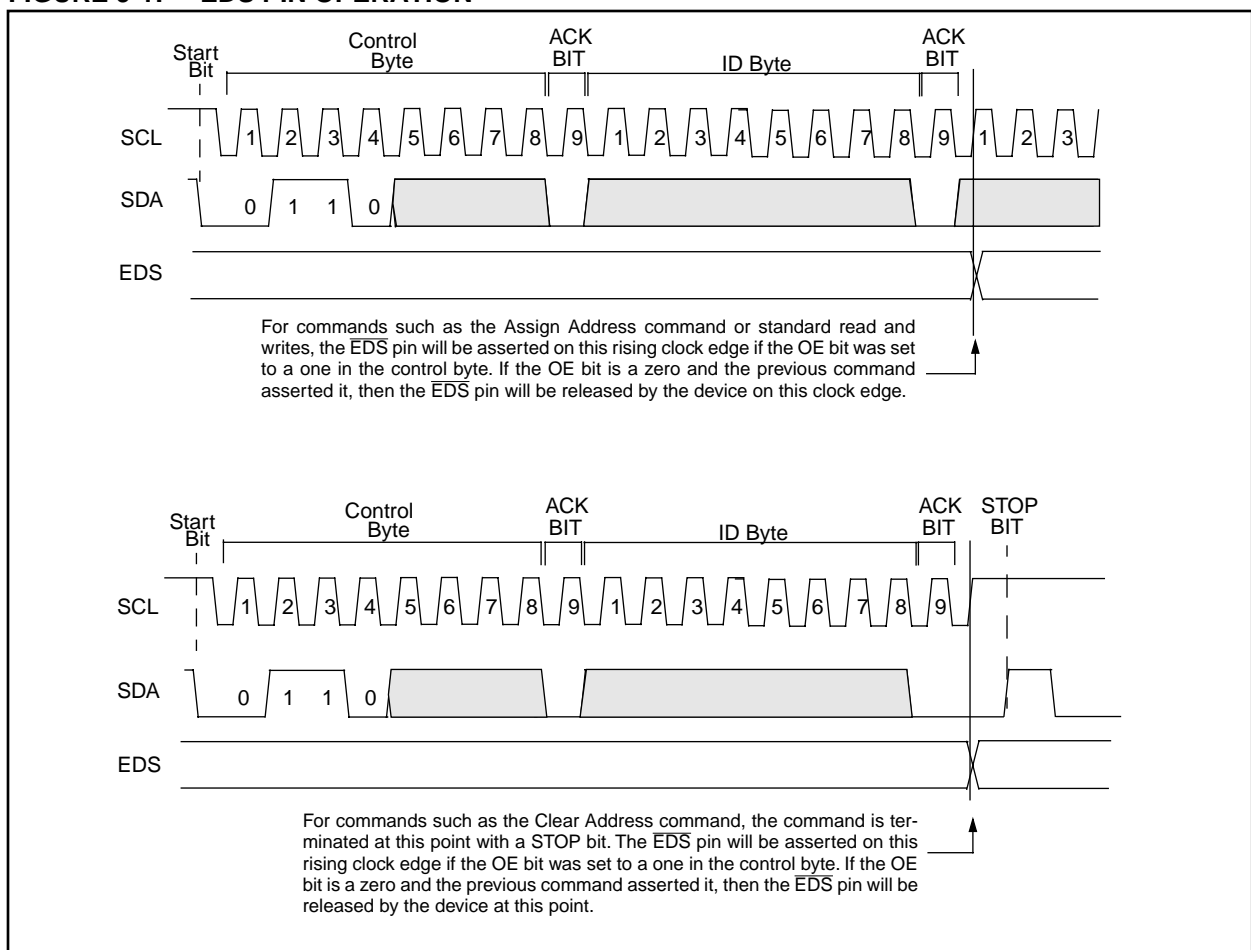 FIGURE 3-4: EDS PIN OPERATION
Start Bit
Control Byte
ACK BIT
ID Byte
ACK BIT
SCL
1 2 3 4 5 6 7 8 9 1 2 3 4 5 6 7 8 9 1 2 3
SDA
0 1 1 0
EDS
For commands such as the Assign Address command or standard read and
writes, the EDS pin will be asserted on this rising clock edge if the OE bit was set
to a one in the control byte. If the OE bit is a zero and the previous command
asserted it, then the EDS pin will be released by the device on this clock edge.
Start Bit
Control Byte
ACK BIT
ID Byte
ACK BIT
STOP BIT
SCL
1 2 3 4 5 6 7 8 9 1 2 3 4 5 6 7 8 9
SDA
0 1 1 0
EDS
For commands such as the Clear Address command, the command is ter-
minated at this point with a STOP bit. The EDS pin will be asserted on this
rising clock edge if the OE bit was set to a one in the control byte. If the OE
bit is a zero and the previous command asserted it, then the EDS pin will be
released by the device at this point.